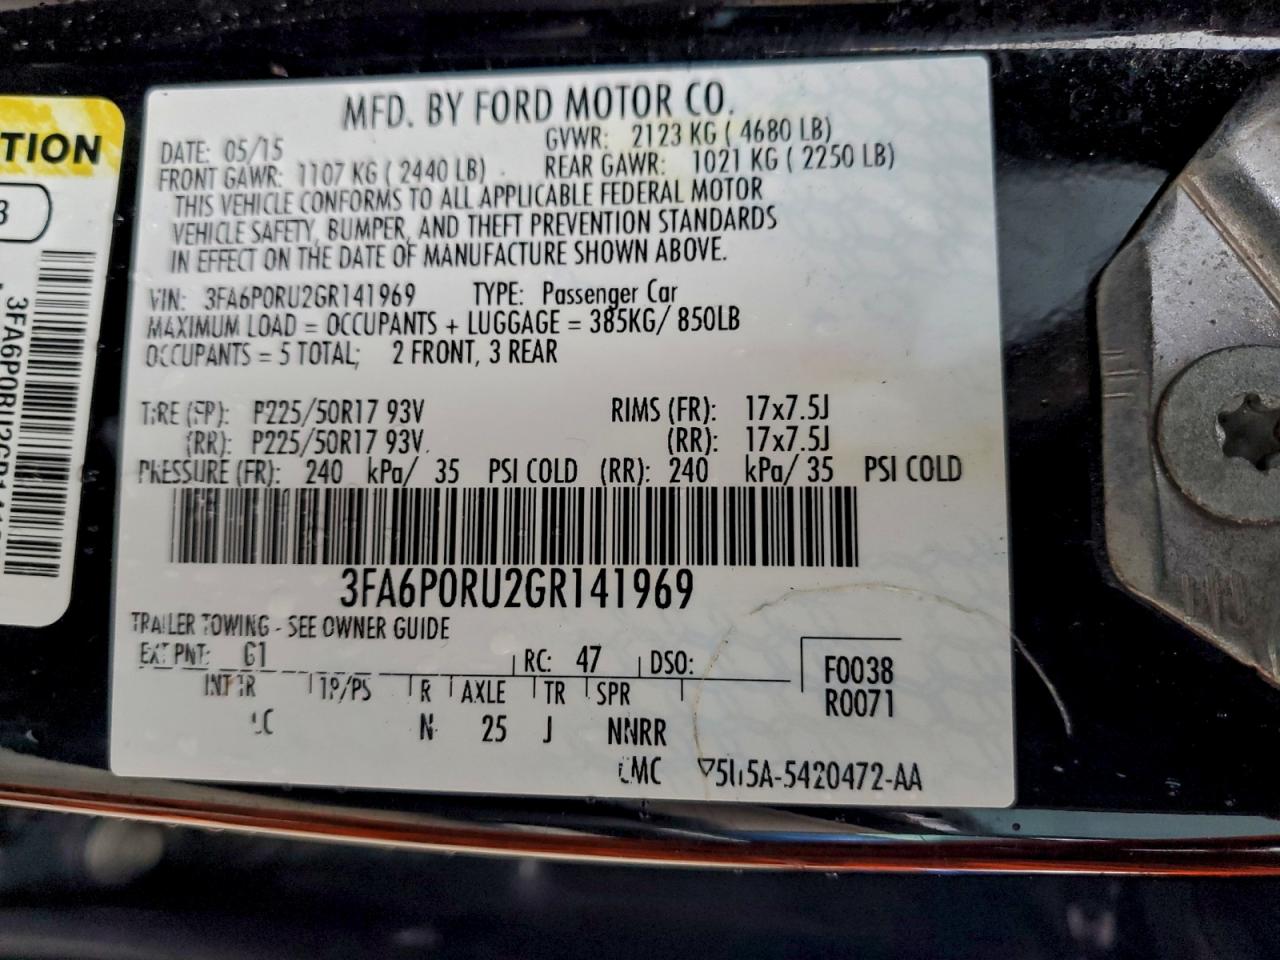 TION
3
3FA6P0RU2GR141
MFD. BY FORD MOTOR CO.
DATE: 05/15 GVWR: 2123 KG ( 4680 LB)
FRONT GAWR: 1107 KG ( 2440 LB) REAR GAWR: 1021 KG ( 2250 LB)
THIS VEHICLE CONFORMS TO ALL APPLICABLE FEDERAL MOTOR
VEHICLE SAFETY, BUMPER, AND THEFT PREVENTION STANDARDS
IN EFFECT ON THE DATE OF MANUFACTURE SHOWN ABOVE.
VIN: 3FA6P0RU2GR141969 TYPE: Passenger Car
MAXIMUM LOAD = OCCUPANTS + LUGGAGE = 385KG/ 850LB
OCCUPANTS = 5 TOTAL; 2 FRONT, 3 REAR
TIRE (FR): P225/50R17 93V RIMS (FR): 17x7.5J
(RR): P225/50R17 93V (RR): 17x7.5J
PRESSURE (FR): 240 kPa/ 35 PSI COLD (RR): 240 kPa/ 35 PSI COLD
3FA6P0RU2GR141969
TRAILER TOWING - SEE OWNER GUIDE
EXT PNT: G1 RC: 47 DSO: F0038
INT TR TP/PS R AXLE TR SPR R0071
N 25 J NNRR
5U5A-5420472-AA